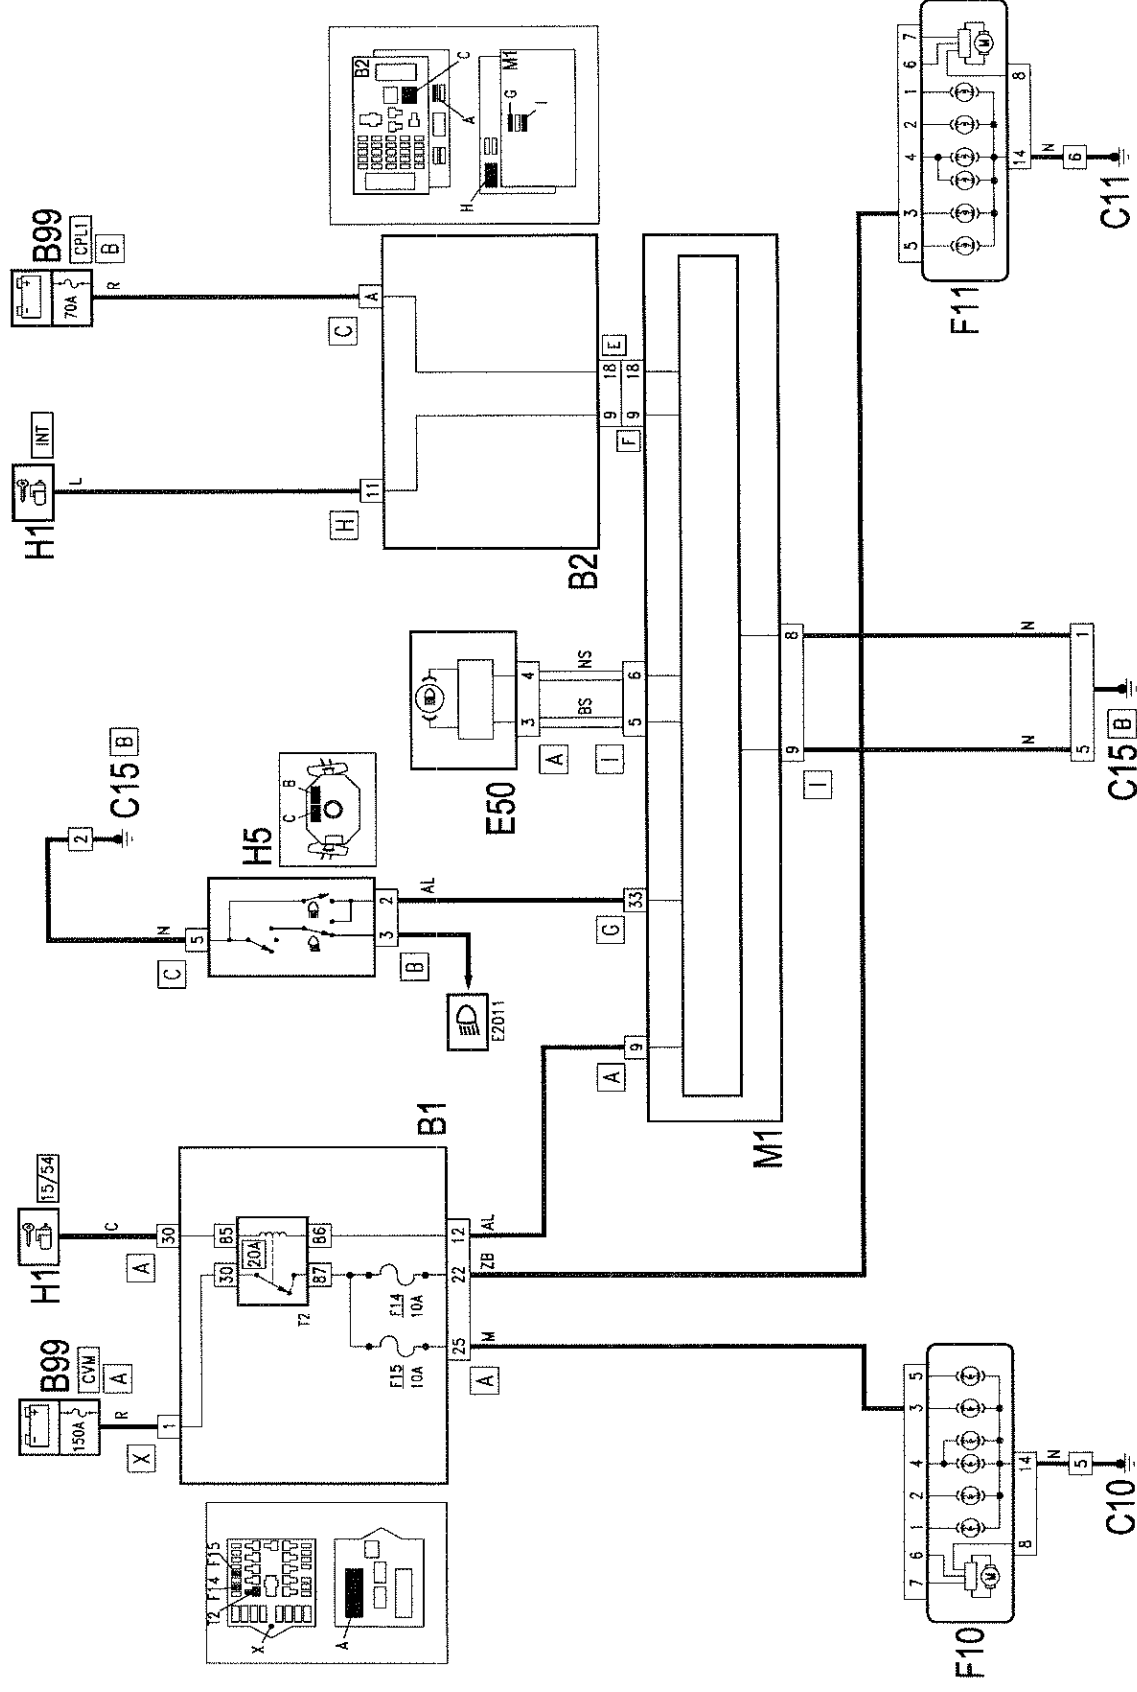 B99
CVM
A
150A
R
X
1
H1
15/54
C
A
30
B1
30
85
20A
87
86
T2
F15
10A
F14
10A
25
22
12
A
M
ZB
AL
T2 F14 F15
X
A
C15 B
2
N
C
5
H5
3
2
B
AL
E2011
C
B
E50
3
4
A
BS
NS
I
5
6
H1
INT
L
H
11
B99
CPL1
B
70A
R
C
A
B2
9
18
E
F
9
18
B2
C
A
H
G
M1
I
M1
A
9
G
33
9
8
I
N
N
5
1
C15 B
F10
7
6
1
2
4
3
5
M
8
14
N
5
C10
F11
5
3
4
2
1
6
7
M
14
8
N
6
C11